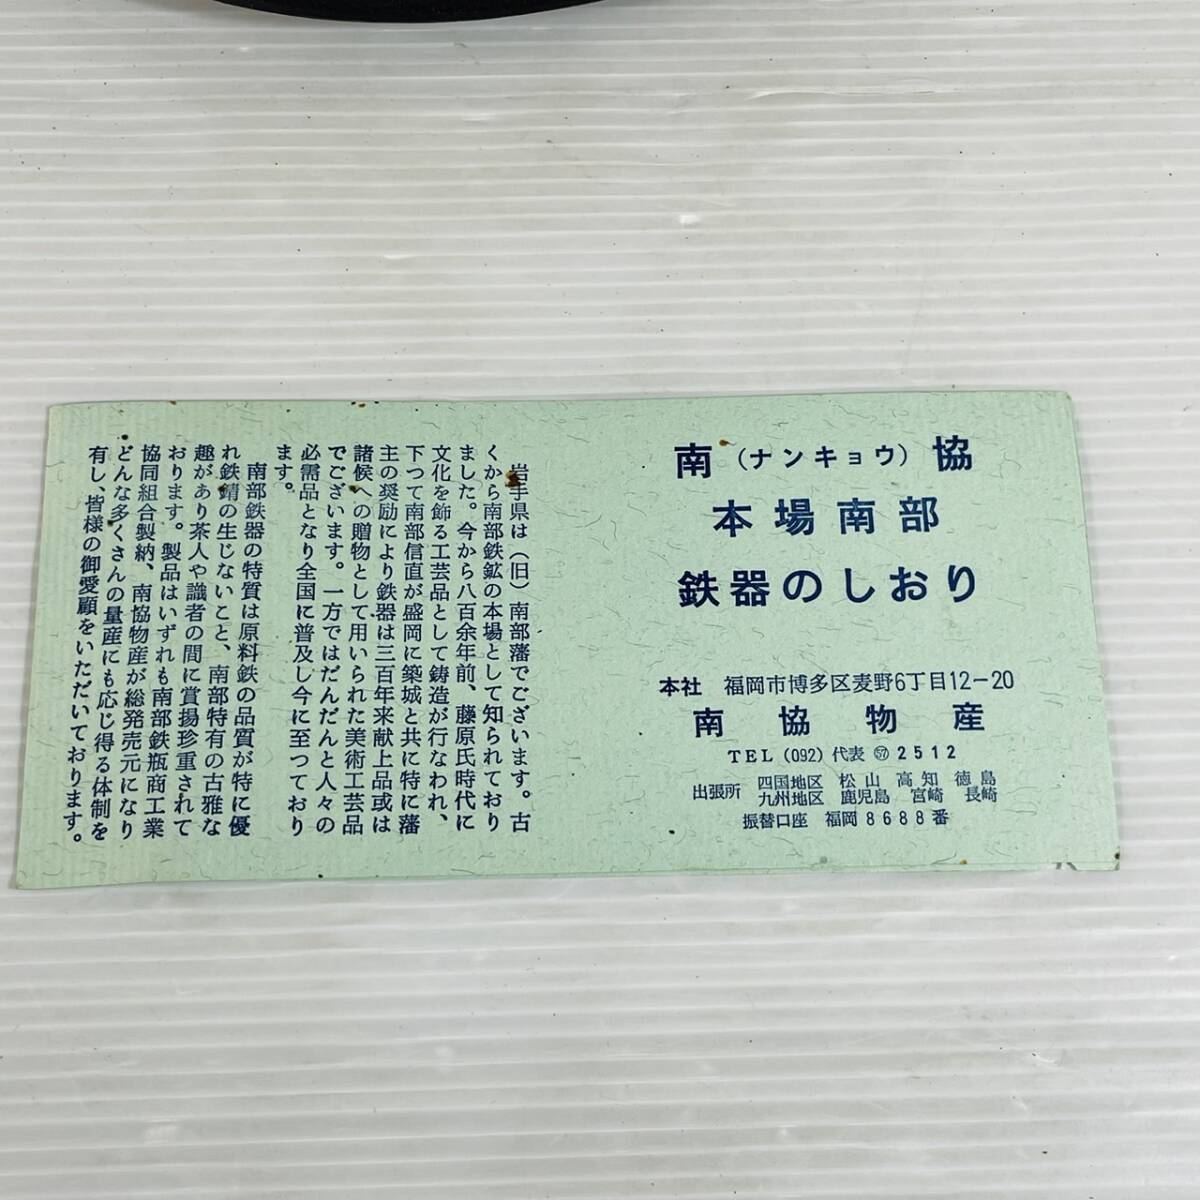 南(ナンキョウ)協
本場南部
鉄器のしおり
本社 福岡市博多区麦野6丁目12-20
南協物産
TEL(092)代表㊼2512
出張所 四国地区 松山 高知 徳島
九州地区 鹿児島 宮崎 長崎
振替口座 福岡8688番
岩手県は(旧)南部藩でございます。古
くから南部鉄鉱の本場として知られており
ました。今から八百余年前、藤原氏時代に
文化を飾る工芸品として鋳造が行なわれ、
下つて南部信直が盛岡に築城と共に特に藩
主の奨励により鉄器は三百年来献上品或は
諸侯への贈物として用いられた美術工芸品
でございます。一方ではだんだんと人々の
必需品となり全国に普及し今に至つており
ます。
南部鉄器の特質は原料鉄の品質が特に優
れ鉄錆の生じないこと、南部特有の古雅な
趣があり茶人や識者の間に賞揚珍重されて
おります。製品はいずれも南部鉄瓶商工業
協同組合製納、南協物産が総発売元になり
どんな多くさんの量産にも応じ得る体制を
有し、皆様の御愛顧をいただいております。